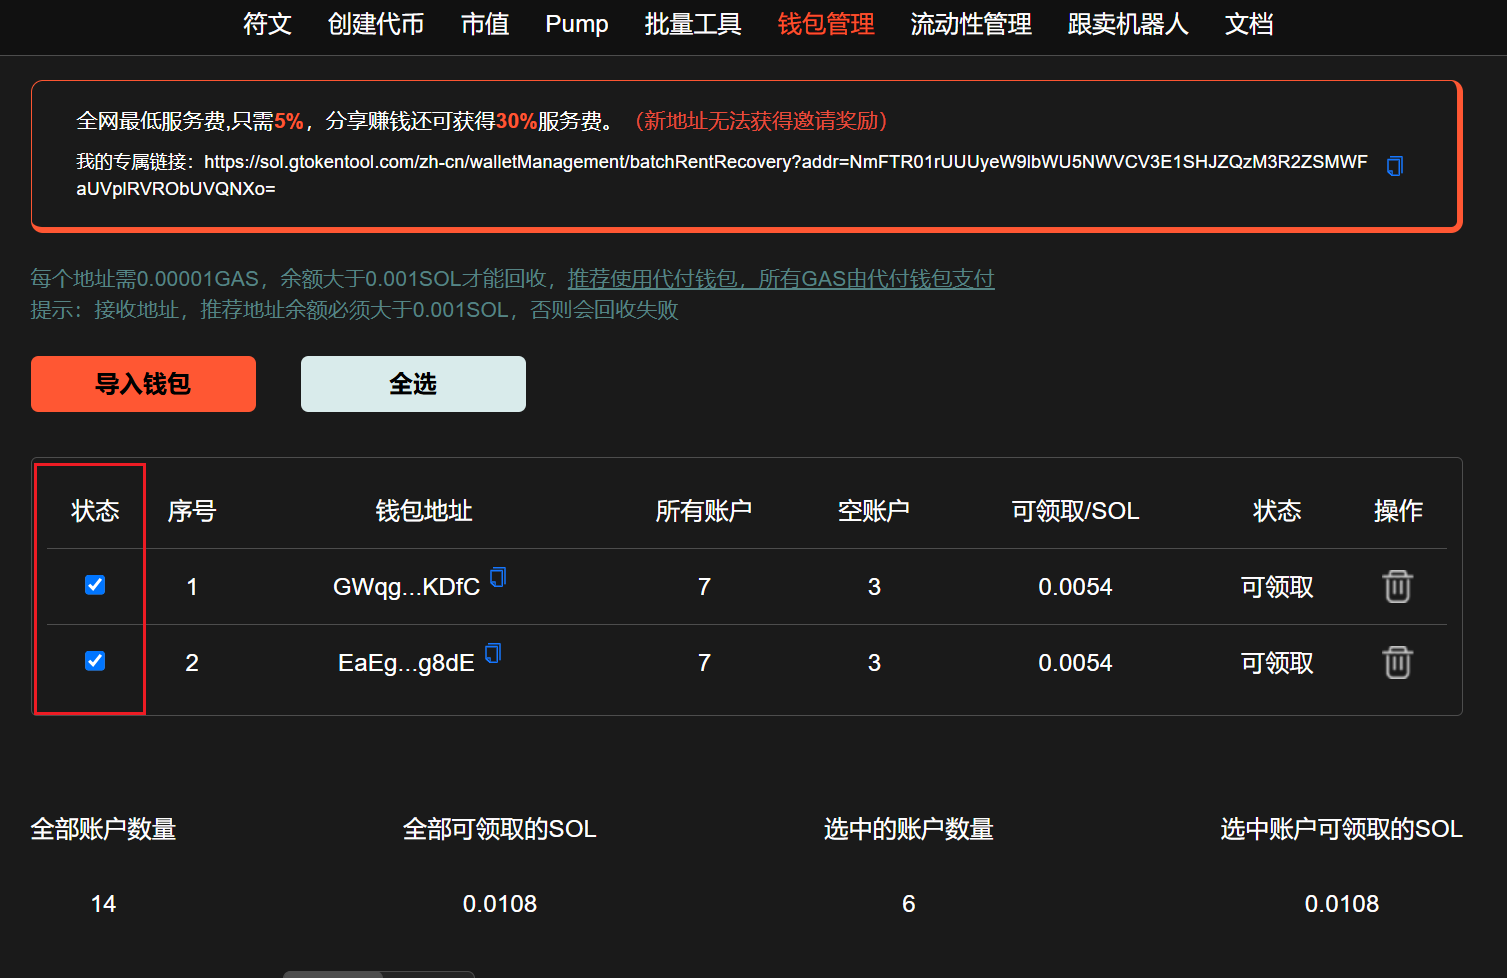 符文 创建代币 市值 Pump 批量工具 钱包管理 流动性管理 跟卖机器人 文档
全网最低服务费,只需5%，分享赚钱还可获得30%服务费。（新地址无法获得邀请奖励）
我的专属链接：https://sol.gtokentool.com/zh-cn/walletManagement/batchRentRecovery?addr=NmFTR01rUUUyeW9lbWU5NWVCV3E1SHJZQzM3R2ZSMWF
aUVplRVRObUVQNXo=
每个地址需0.00001GAS，余额大于0.001SOL才能回收，推荐使用代付钱包，所有GAS由代付钱包支付
提示：接收地址，推荐地址余额必须大于0.001SOL，否则会回收失败
导入钱包 全选
状态 序号 钱包地址 所有账户 空账户 可领取/SOL 状态 操作
1 GWqg...KDfC 7 3 0.0054 可领取
2 EaEg...g8dE 7 3 0.0054 可领取
全部账户数量 全部可领取的SOL 选中的账户数量 选中账户可领取的SOL
14 0.0108 6 0.0108